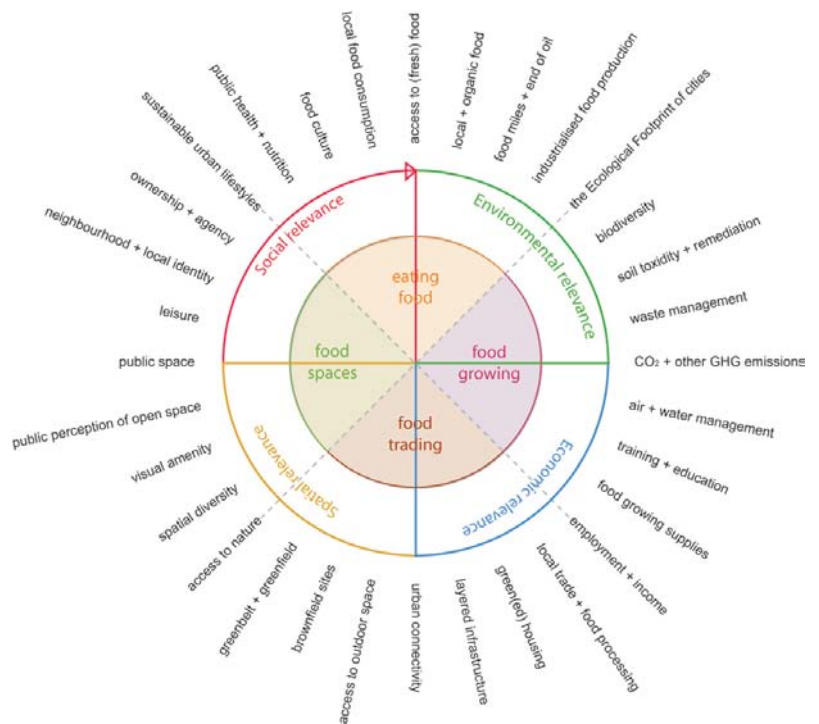 access to (fresh) food
local + organic food
food miles + end of oil
industrialised food production
the Ecological Footprint of cities
biodiversity
soil toxidity + remediation
waste management
CO₂ + other GHG emissions
air + water management
training + education
food growing supplies
employment + income
local trade + food processing
green(ed) housing
layered infrastructure
urban connectivity
access to outdoor space
brownfield sites
greenbelt + greenfield
access to nature
spatial diversity
visual amenity
public perception of open space
public space
leisure
neighbourhood + local identity
ownership + agency
sustainable urban lifestyles
public health + nutrition
food culture
local food consumption
Social relevance
Environmental relevance
Economic relevance
Spatial relevance
eating
food
food
growing
food
trading
food
spaces